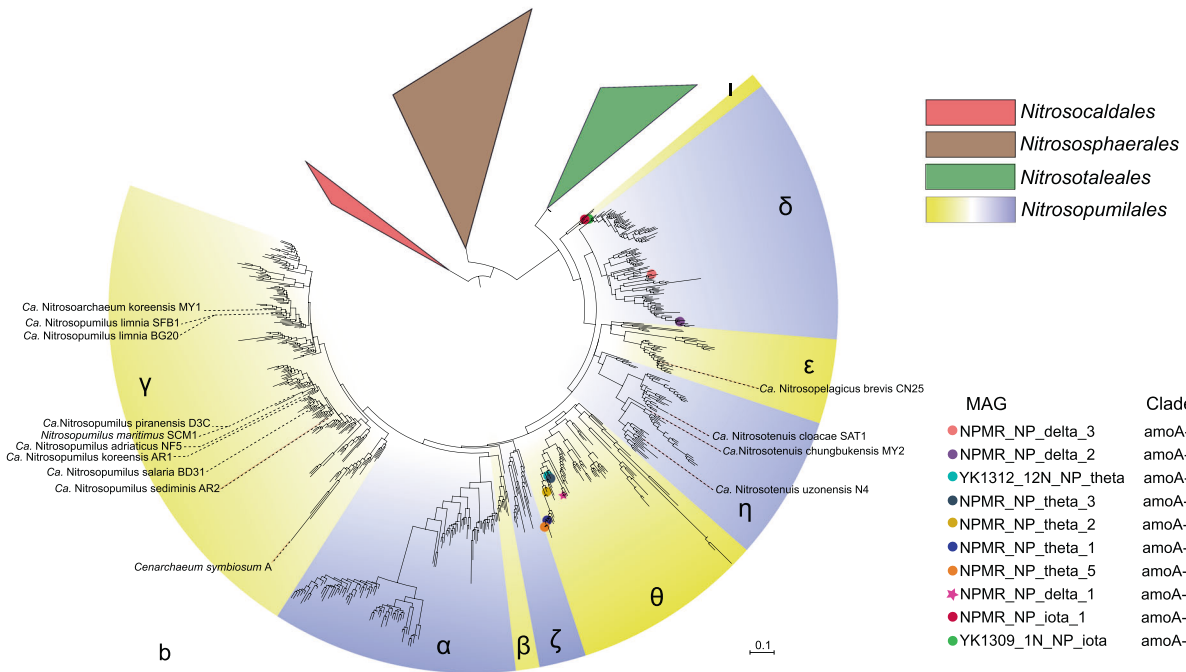 Nitrosocaldales
Nitrososphaerales
Nitrosotaleales
Nitrosopumilales
I
δ
ε
η
θ
ζ
β
α
γ
Ca. Nitrosoarchaeum koreensis MY1
Ca. Nitrosopumilus limnia SFB1
Ca. Nitrosopumilus limnia BG20
Ca.Nitrosopumilus piranensis D3C
Nitrosopumilus maritimus SCM1
Ca. Nitrosopumilus adriaticus NF5
Ca. Nitrosopumilus koreensis AR1
Ca. Nitrosopumilus salaria BD31
Ca. Nitrosopumilus sediminis AR2
Cenarchaeum symbiosum A
Ca. Nitrosopelagicus brevis CN25
Ca. Nitrosotenuis cloacae SAT1
Ca.Nitrosotenuis chungbukensis MY2
Ca. Nitrosotenuis uzonensis N4
MAG Clade
NPMR_NP_delta_3 amoA-
NPMR_NP_delta_2 amoA-
YK1312_12N_NP_theta amoA-
NPMR_NP_theta_3 amoA-
NPMR_NP_theta_2 amoA-
NPMR_NP_theta_1 amoA-
NPMR_NP_theta_5 amoA-
NPMR_NP_delta_1 amoA-
NPMR_NP_iota_1 amoA-
YK1309_1N_NP_iota amoA-
0.1
b